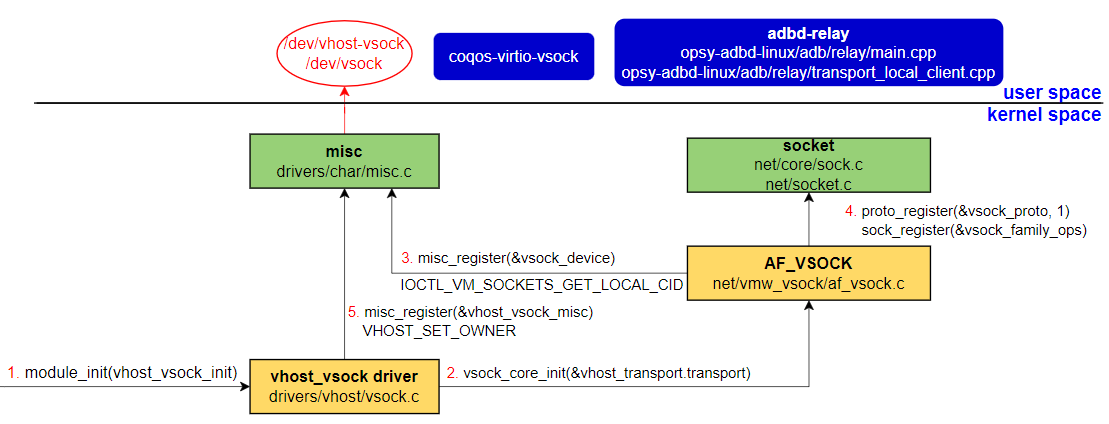 /dev/vhost-vsock
/dev/vsock
coqos-virtio-vsock
adbd-relay
opsy-adbd-linux/adb/relay/main.cpp
opsy-adbd-linux/adb/relay/transport_local_client.cpp
user space
kernel space
misc
drivers/char/misc.c
socket
net/core/sock.c
net/socket.c
4. proto_register(&vsock_proto, 1)
sock_register(&vsock_family_ops)
3. misc_register(&vsock_device)
IOCTL_VM_SOCKETS_GET_LOCAL_CID
AF_VSOCK
net/vmw_vsock/af_vsock.c
5. misc_register(&vhost_vsock_misc)
VHOST_SET_OWNER
1. module_init(vhost_vsock_init)
vhost_vsock driver
drivers/vhost/vsock.c
2. vsock_core_init(&vhost_transport.transport)